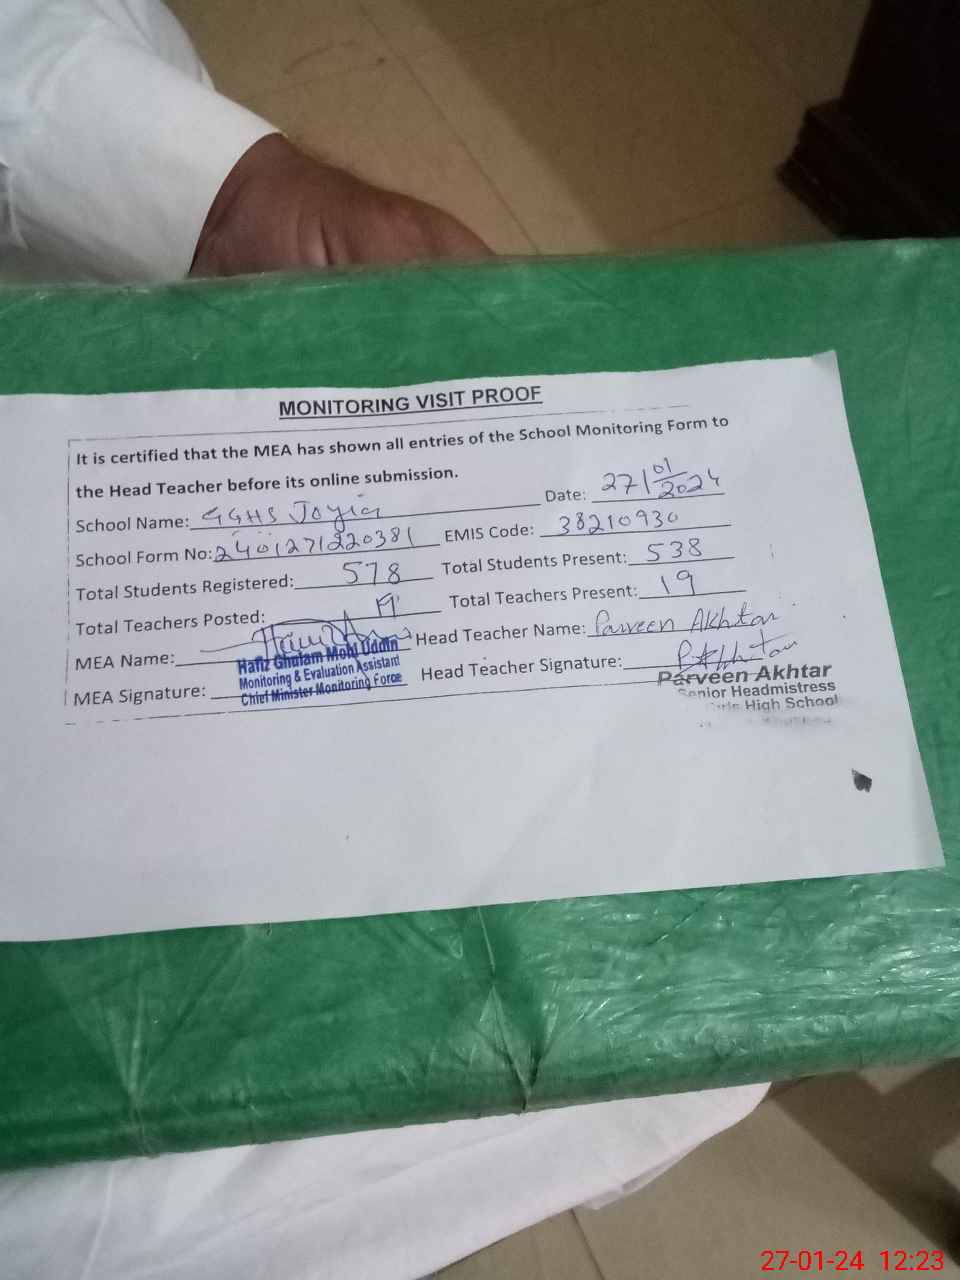 MONITORING VISIT PROOF
It is certified that the MEA has shown all entries of the School Monitoring Form to
the Head Teacher before its online submission.
School Name: GGHS Joyia Date: 27/01/2024
School Form No: 2401271220381 EMIS Code: 38210930
Total Students Registered: 578 Total Students Present: 538
Total Teachers Posted: 19 Total Teachers Present: 19
MEA Name: Head Teacher Name: Parveen Akhtar
Hafiz Ghulam Mohi Uddin
Monitoring & Evaluation Assistant
Chief Minister Monitoring Force
MEA Signature: Head Teacher Signature: PAkhtar
Parveen Akhtar
Senior Headmistress
Girls High School
27-01-24 12:23